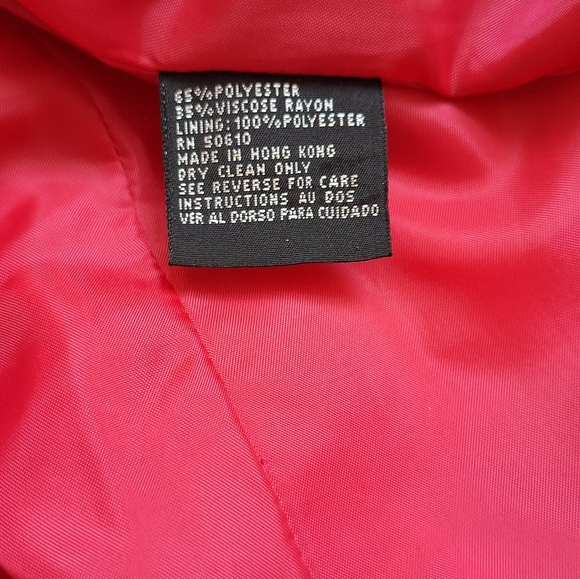 65%POLYESTER
35%VISCOSE RAYON
LINING: 100%POLYESTER
RN 50610
MADE IN HONG KONG
DRY CLEAN ONLY
SEE REVERSE FOR CARE
INSTRUCTIONS AU DOS
VER AL DORSO PARA CUIDADO